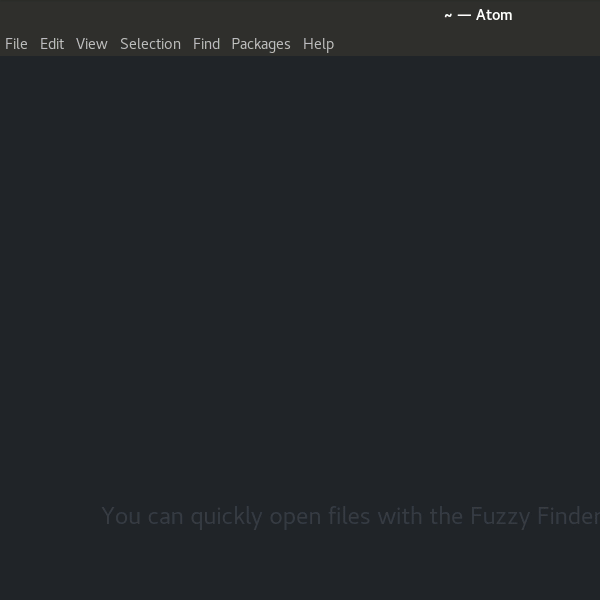 ~ — Atom
File Edit View Selection Find Packages Help
You can quickly open files with the Fuzzy Finder